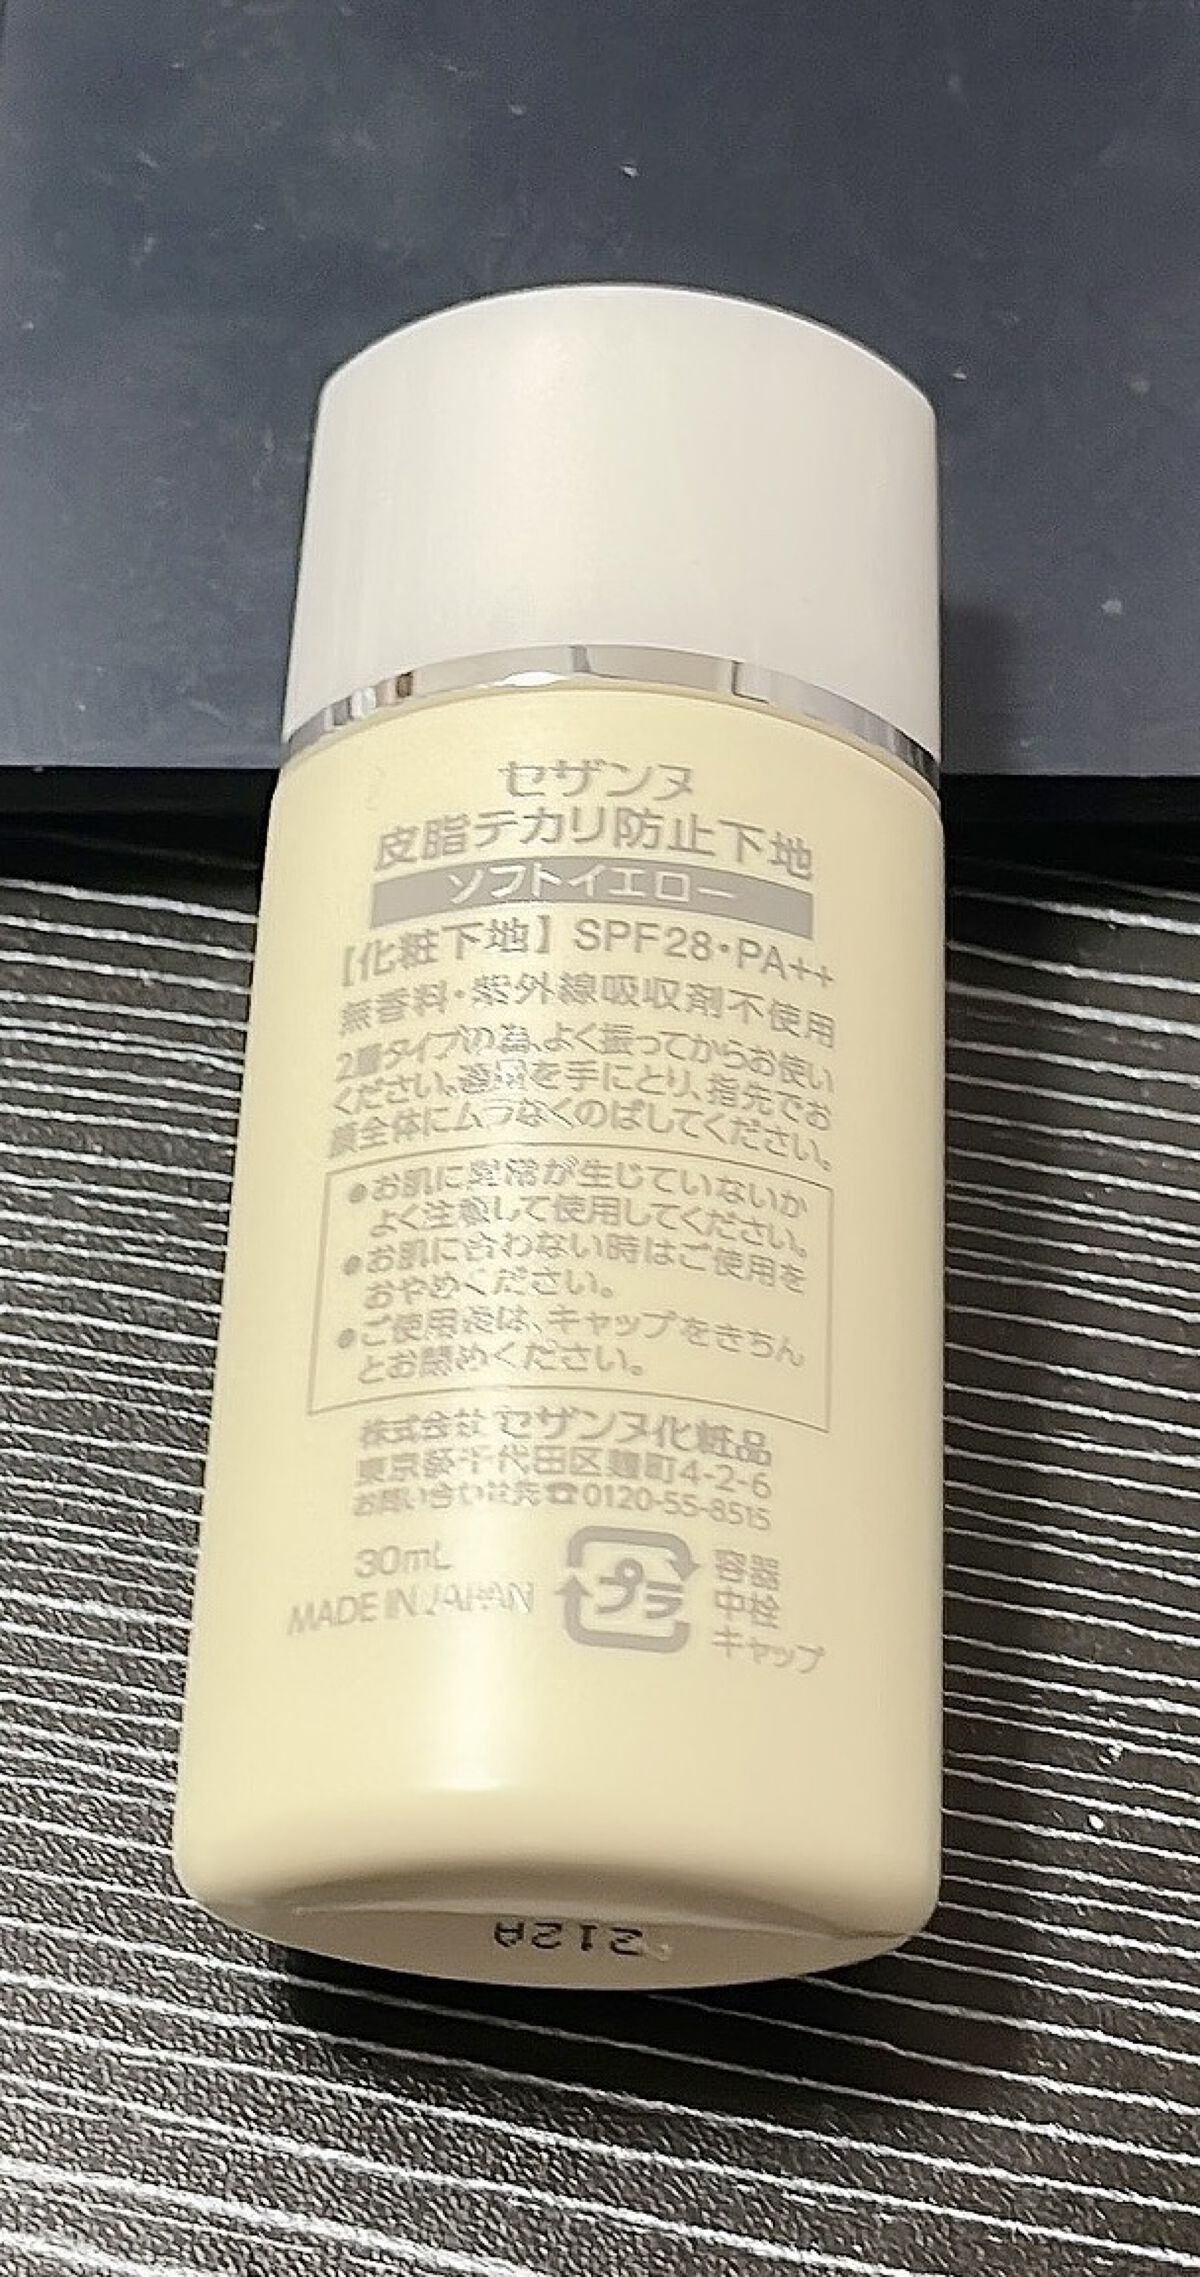 セザンヌ
皮脂テカリ防止下地
ソフトイエロー
【化粧下地】 SPF28・PA++
無香料・紫外線吸収剤不使用
2層タイプの為、よく振ってからお使い
ください。適量を手にとり、指先でお
顔全体にムラなくのばしてください。
●お肌に異常が生じていないか
よく注意して使用してください。
●お肌に合わない時はご使用を
おやめください。
●ご使用後は、キャップをきちん
とお閉めください。
株式会社 セザンヌ化粧品
東京都千代田区麹町4-2-6
お問い合わせ先☎0120-55-8515
30mL
MADE IN JAPAN
プラ
容器
中栓
キャップ
212A